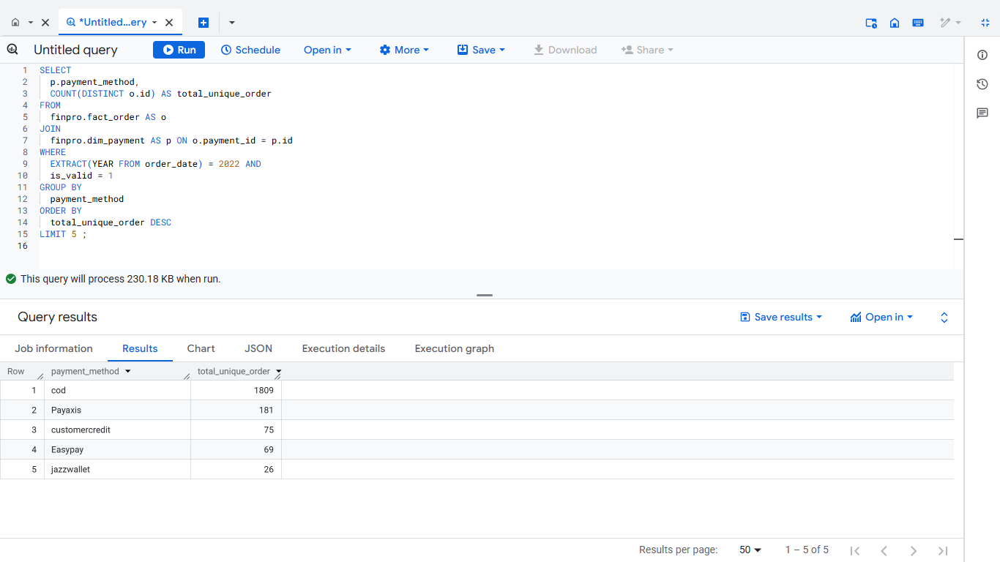 *Untitled...ery
Untitled query
Run
Schedule
Open in
More
Save
Download
Share
1 SELECT
2 p.payment_method,
3 COUNT(DISTINCT o.id) AS total_unique_order
4 FROM
5 finpro.fact_order AS o
6 JOIN
7 finpro.dim_payment AS p ON o.payment_id = p.id
8 WHERE
9 EXTRACT(YEAR FROM order_date) = 2022 AND
10 is_valid = 1
11 GROUP BY
12 payment_method
13 ORDER BY
14 total_unique_order DESC
15 LIMIT 5 ;
16
This query will process 230.18 KB when run.
Query results
Save results
Open in
Job information
Results
Chart
JSON
Execution details
Execution graph
Row payment_method total_unique_order
1 cod 1809
2 Payaxis 181
3 customercredit 75
4 Easypay 69
5 jazzwallet 26
Results per page: 50 1 – 5 of 5